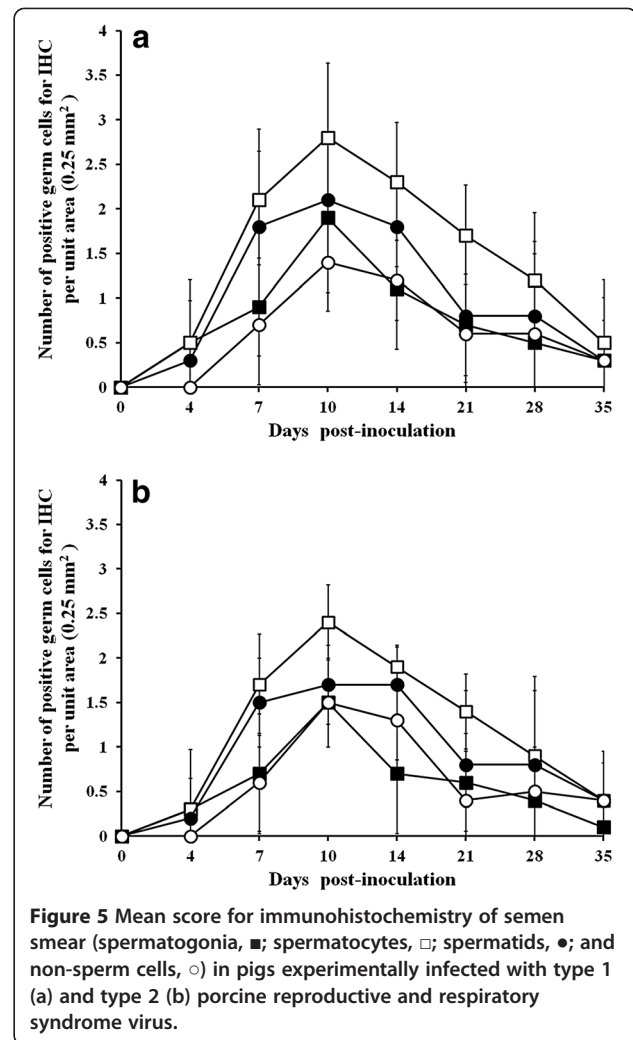 a
Number of positive germ cells for IHC
per unit area (0.25 mm²)
4
3.5
3
2.5
2
1.5
1
0.5
0
0 4 7 10 14 21 28 35
Days post-inoculation
b
Number of positive germ cells for IHC
per unit area (0.25 mm²)
4
3.5
3
2.5
2
1.5
1
0.5
0
0 4 7 10 14 21 28 35
Days post-inoculation
Figure 5 Mean score for immunohistochemistry of semen
smear (spermatogonia, ■; spermatocytes, □; spermatids, ●; and
non-sperm cells, ○) in pigs experimentally infected with type 1
(a) and type 2 (b) porcine reproductive and respiratory
syndrome virus.